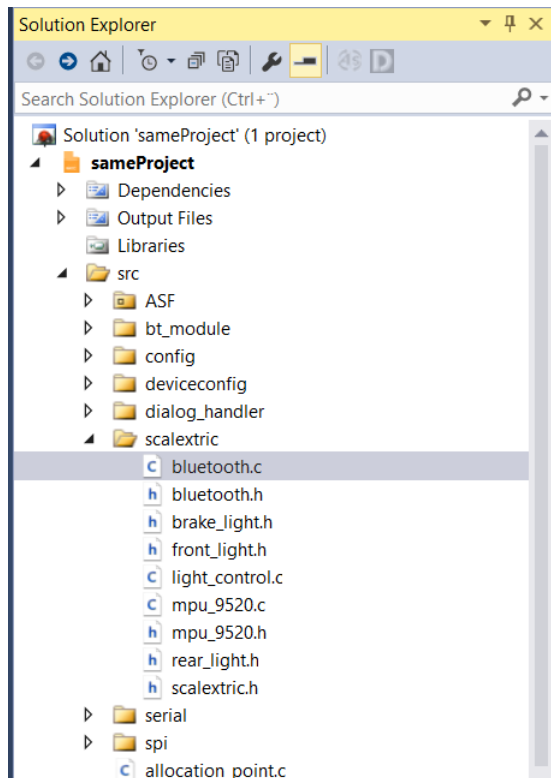 Solution Explorer
Search Solution Explorer (Ctrl+¨)
Solution 'sameProject' (1 project)
sameProject
Dependencies
Output Files
Libraries
src
ASF
bt_module
config
deviceconfig
dialog_handler
scalextric
c bluetooth.c
h bluetooth.h
h brake_light.h
h front_light.h
c light_control.c
c mpu_9520.c
h mpu_9520.h
h rear_light.h
h scalextric.h
serial
spi
c allocation_point.c